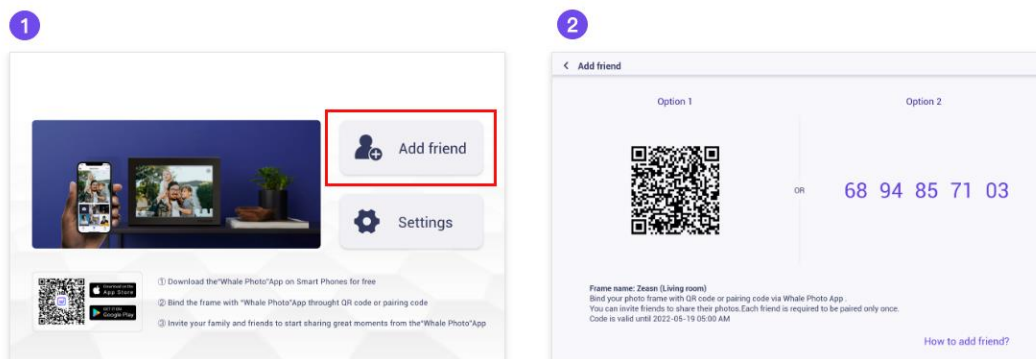 1
Add friend
Settings
Download on the
App Store
GET IT ON
Google Play
① Download the"Whale Photo"App on Smart Phones for free
② Bind the frame with "Whale Photo"App throught QR code or pairing code
③ Invite your family and friends to start sharing great moments from the"Whale Photo"App
2
< Add friend
Option 1
Option 2
OR
68 94 85 71 03
Frame name: Zeasn (Living room)
Bind your photo frame with QR code or pairing code via Whale Photo App .
You can invite friends to share their photos.Each friend is required to be paired only once.
Code is valid until 2022-05-19 05:00 AM
How to add friend?